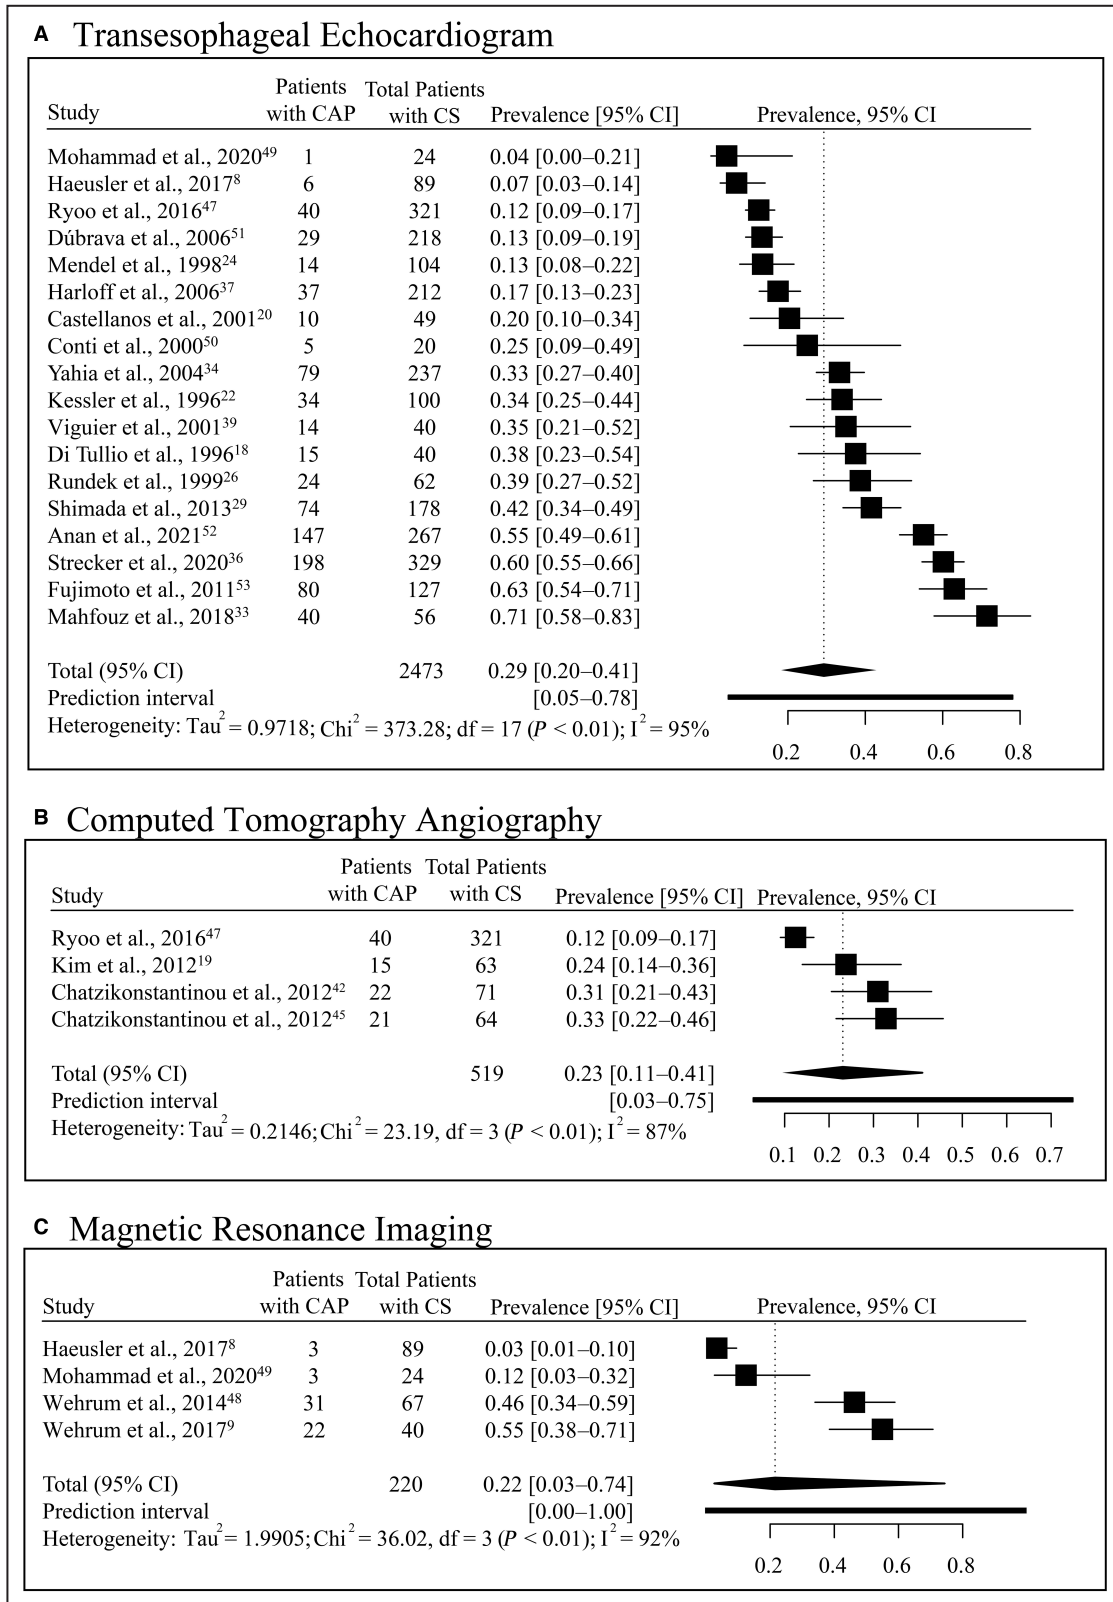 A Transesophageal Echocardiogram
Patients Total Patients
Study with CAP with CS Prevalence [95% CI] Prevalence, 95% CI
Mohammad et al., 2020⁴⁹ 1 24 0.04 [0.00–0.21]
Haeusler et al., 2017⁸ 6 89 0.07 [0.03–0.14]
Ryoo et al., 2016⁴⁷ 40 321 0.12 [0.09–0.17]
Dúbrava et al., 2006⁵¹ 29 218 0.13 [0.09–0.19]
Mendel et al., 1998²⁴ 14 104 0.13 [0.08–0.22]
Harloff et al., 2006³⁷ 37 212 0.17 [0.13–0.23]
Castellanos et al., 2001²⁰ 10 49 0.20 [0.10–0.34]
Conti et al., 2000⁵⁰ 5 20 0.25 [0.09–0.49]
Yahia et al., 2004³⁴ 79 237 0.33 [0.27–0.40]
Kessler et al., 1996²² 34 100 0.34 [0.25–0.44]
Viguier et al., 2001³⁹ 14 40 0.35 [0.21–0.52]
Di Tullio et al., 1996¹⁸ 15 40 0.38 [0.23–0.54]
Rundek et al., 1999²⁶ 24 62 0.39 [0.27–0.52]
Shimada et al., 2013²⁹ 74 178 0.42 [0.34–0.49]
Anan et al., 2021⁵² 147 267 0.55 [0.49–0.61]
Strecker et al., 2020³⁶ 198 329 0.60 [0.55–0.66]
Fujimoto et al., 2011⁵³ 80 127 0.63 [0.54–0.71]
Mahfouz et al., 2018³³ 40 56 0.71 [0.58–0.83]
Total (95% CI) 2473 0.29 [0.20–0.41]
Prediction interval [0.05–0.78]
Heterogeneity: Tau² = 0.9718; Chi² = 373.28; df = 17 (P < 0.01); I² = 95%
0.2 0.4 0.6 0.8
B Computed Tomography Angiography
Patients Total Patients
Study with CAP with CS Prevalence [95% CI] Prevalence, 95% CI
Ryoo et al., 2016⁴⁷ 40 321 0.12 [0.09–0.17]
Kim et al., 2012¹⁹ 15 63 0.24 [0.14–0.36]
Chatzikonstantinou et al., 2012⁴² 22 71 0.31 [0.21–0.43]
Chatzikonstantinou et al., 2012⁴⁵ 21 64 0.33 [0.22–0.46]
Total (95% CI) 519 0.23 [0.11–0.41]
Prediction interval [0.03–0.75]
Heterogeneity: Tau² = 0.2146; Chi² = 23.19, df = 3 (P < 0.01); I² = 87%
0.1 0.2 0.3 0.4 0.5 0.6 0.7
C Magnetic Resonance Imaging
Patients Total Patients
Study with CAP with CS Prevalence [95% CI] Prevalence, 95% CI
Haeusler et al., 2017⁸ 3 89 0.03 [0.01–0.10]
Mohammad et al., 2020⁴⁹ 3 24 0.12 [0.03–0.32]
Wehrum et al., 2014⁴⁸ 31 67 0.46 [0.34–0.59]
Wehrum et al., 2017⁹ 22 40 0.55 [0.38–0.71]
Total (95% CI) 220 0.22 [0.03–0.74]
Prediction interval [0.00–1.00]
Heterogeneity: Tau² = 1.9905; Chi² = 36.02, df = 3 (P < 0.01); I² = 92%
0.2 0.4 0.6 0.8